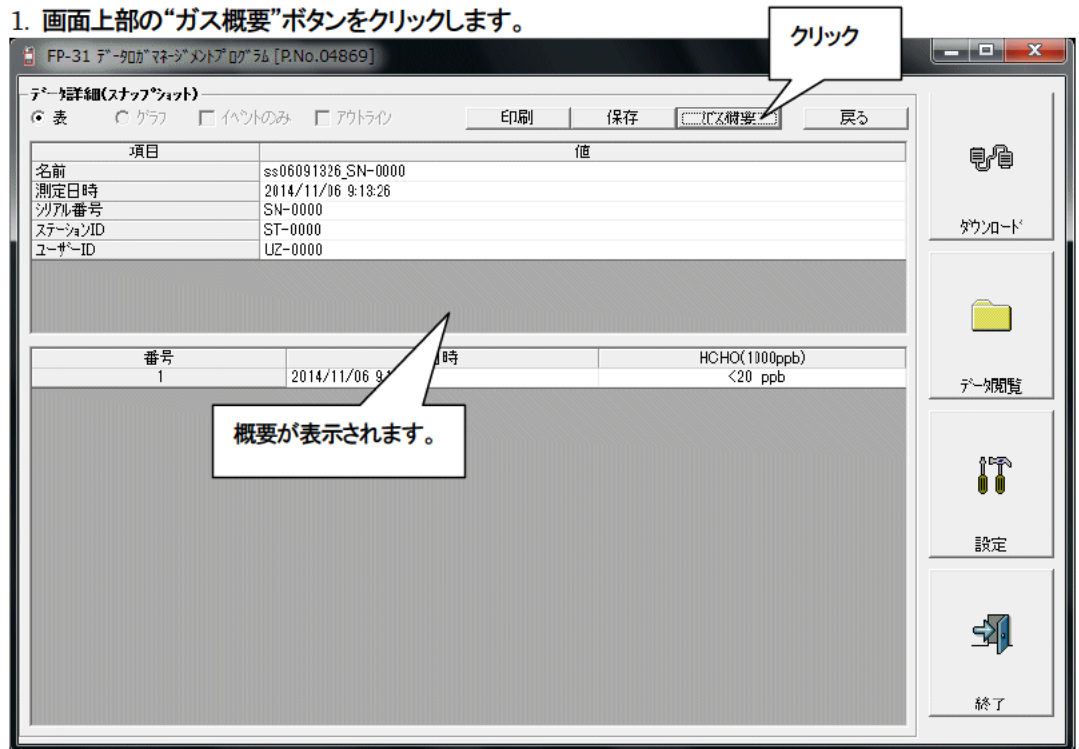 1. 画面上部の“ガス概要”ボタンをクリックします。
クリック
FP-31 データロガマネージメントプログラム [P.No.04869]
データ詳細(スナップショット)
表 グラフ イベントのみ アウトライン 印刷 保存 ガス概要 戻る
項目 値
名前 ss06091326_SN-0000
測定日時 2014/11/06 9:13:26
シリアル番号 SN-0000
ステーションID ST-0000
ユーザーID UZ-0000
番号 日時 HCHO(1000ppb)
1 2014/11/06 <20 ppb
概要が表示されます。
ダウンロード
データ閲覧
設定
終了